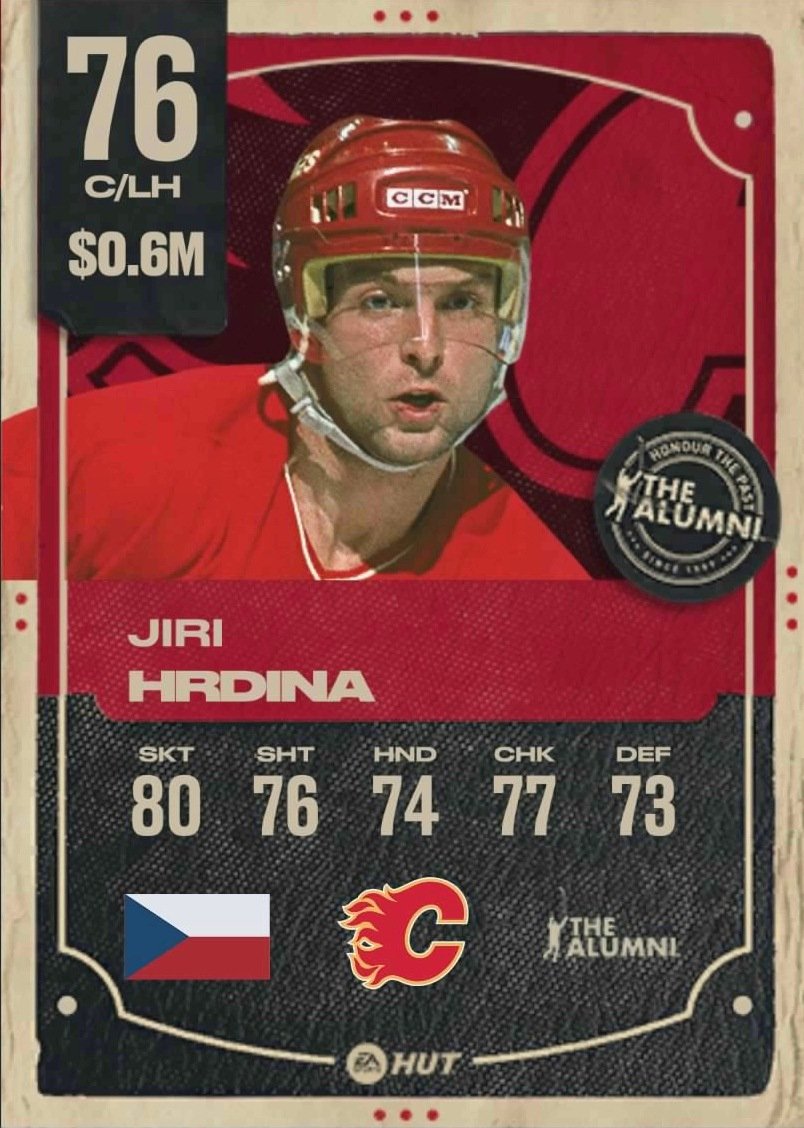 76
C/LH
$0.6M
CCM
HONOUR THE PAST
THE
ALUMNI
JIRI
HRDINA
SKT SHT HND CHK DEF
80 76 74 77 73
C
THE
ALUMNI
EA
HUT